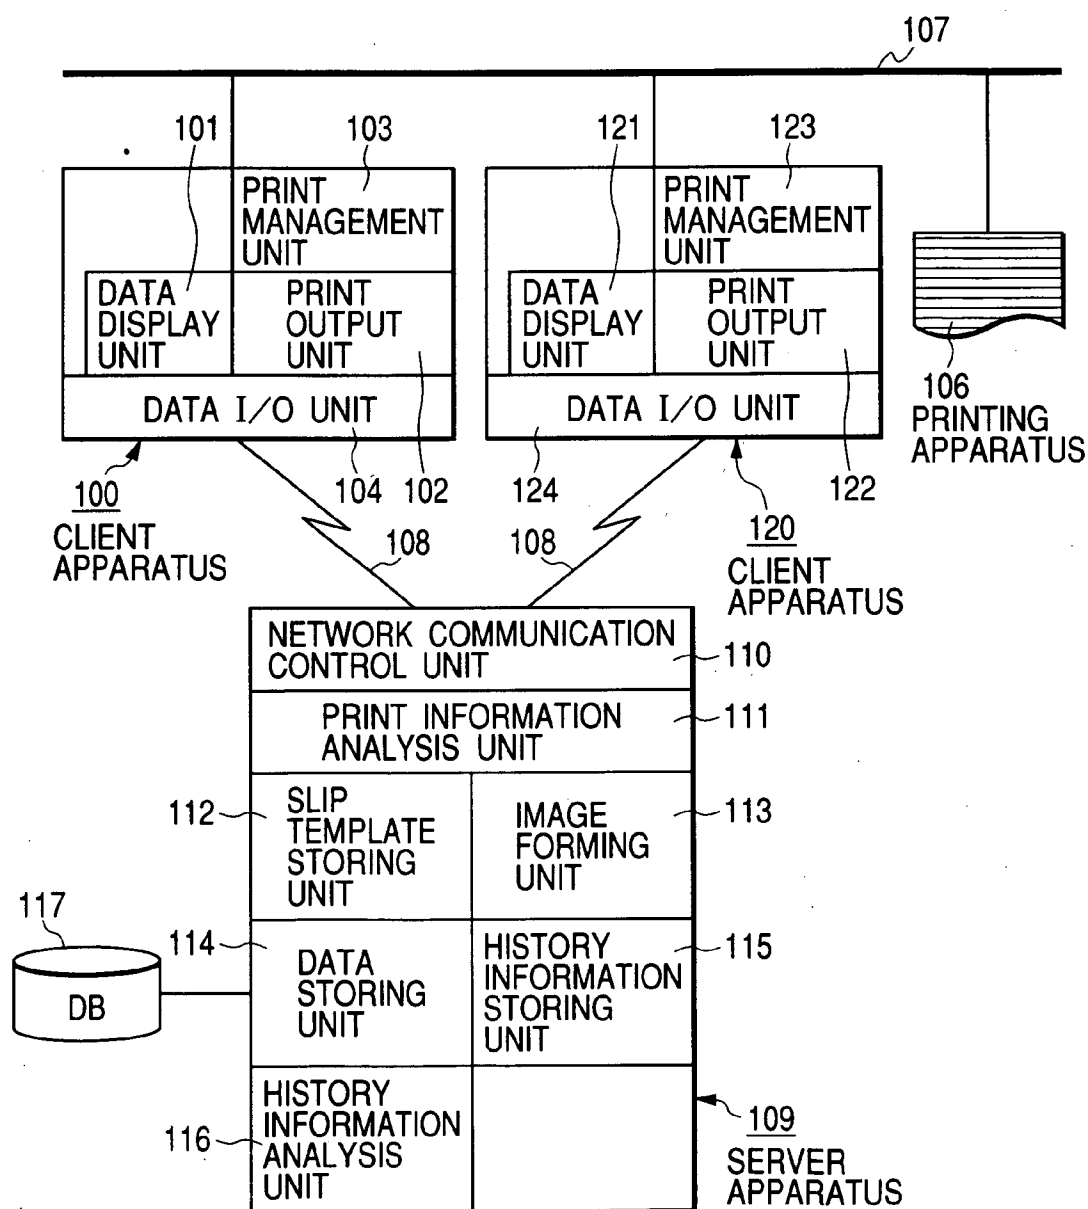 107
101
103
121
123
PRINT
MANAGEMENT
UNIT
PRINT
MANAGEMENT
UNIT
DATA
DISPLAY
UNIT
PRINT
OUTPUT
UNIT
DATA
DISPLAY
UNIT
PRINT
OUTPUT
UNIT
DATA I/O UNIT
DATA I/O UNIT
106
PRINTING
APPARATUS
100
CLIENT
APPARATUS
104
102
124
122
120
CLIENT
APPARATUS
108
108
NETWORK COMMUNICATION
CONTROL UNIT
110
PRINT INFORMATION
ANALYSIS UNIT
111
112
SLIP
TEMPLATE
STORING
UNIT
IMAGE
FORMING
UNIT
113
117
DB
114
DATA
STORING
UNIT
HISTORY
INFORMATION
STORING
UNIT
115
116
HISTORY
INFORMATION
ANALYSIS
UNIT
109
SERVER
APPARATUS